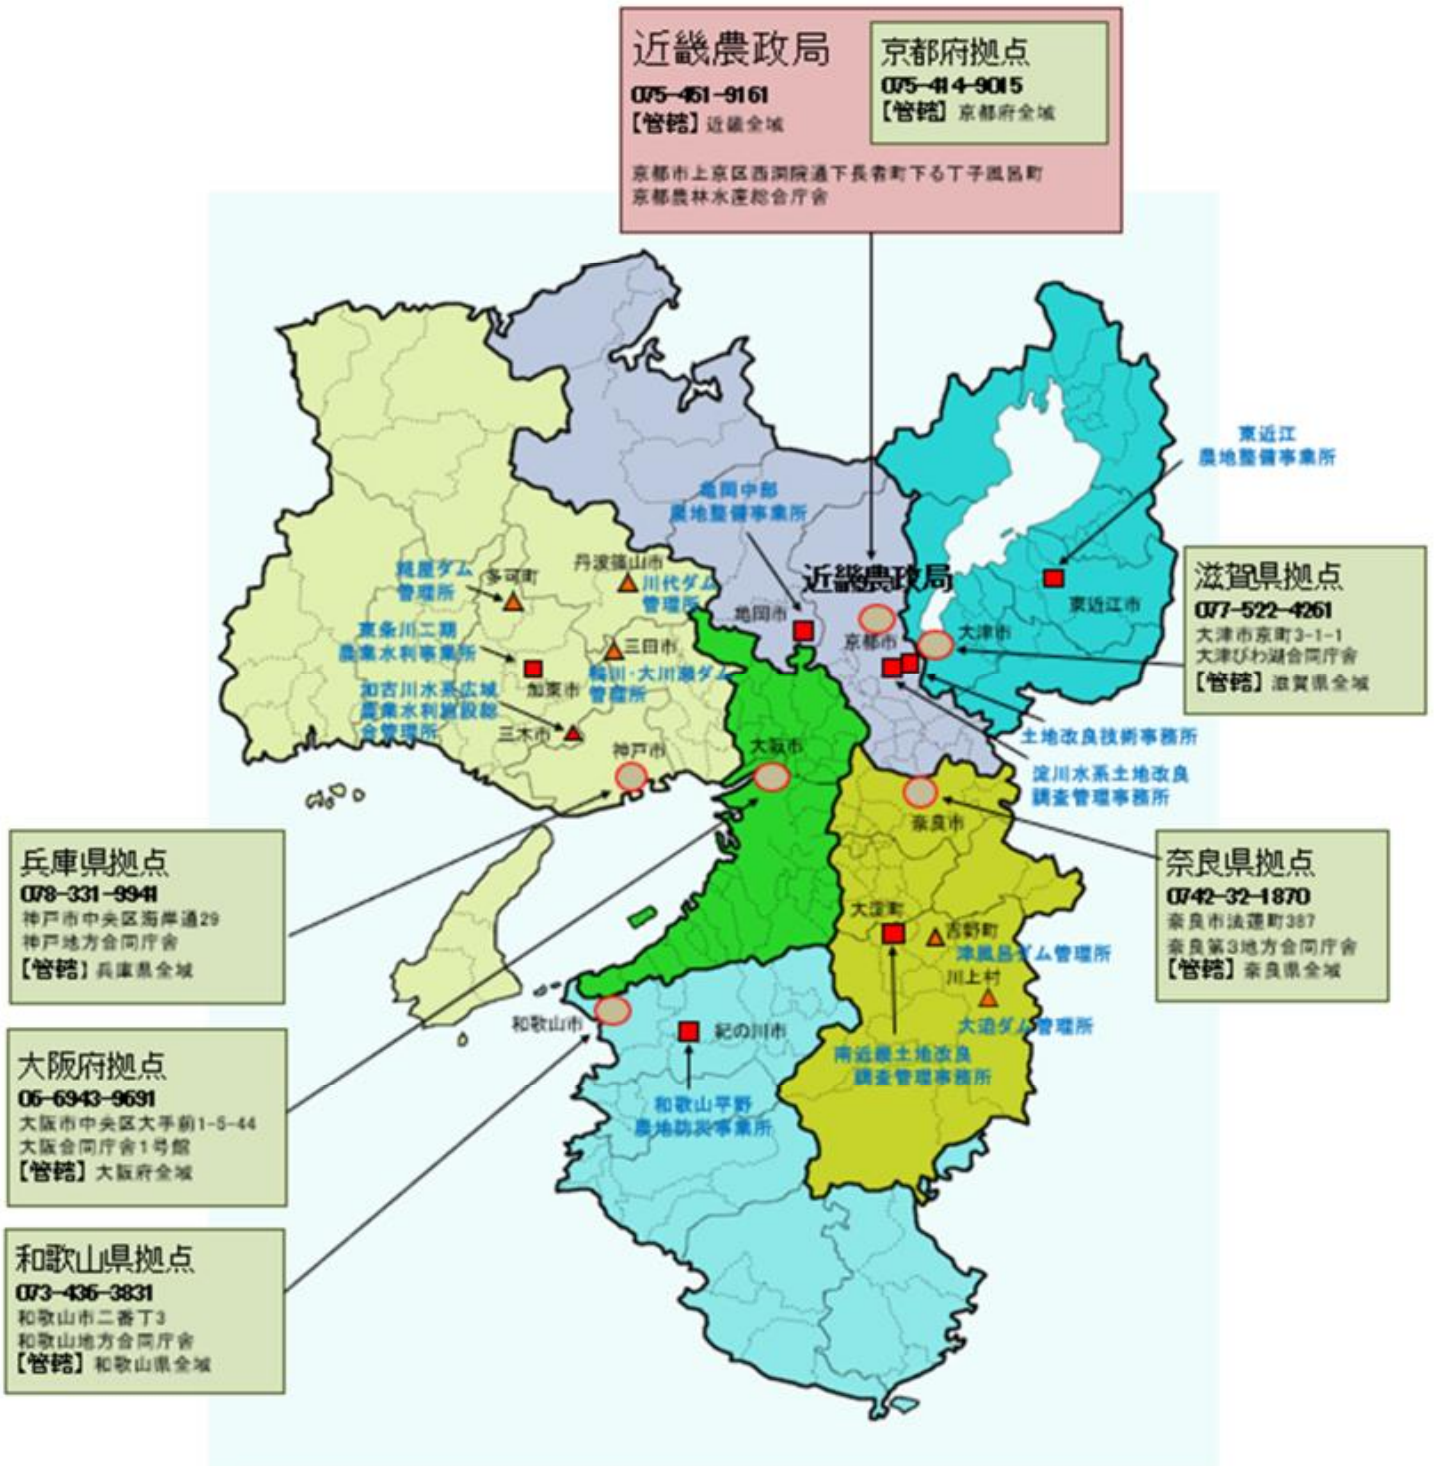 近畿農政局
075-451-9161
【管轄】近畿全域
京都府拠点
075-414-9015
【管轄】京都府全域
京都市上京区西洞院通下長者町下る丁子風呂町
京都農林水産総合庁舎
東近江
農地整備事業所
亀岡中部
農地整備事業所
近畿農政局
糀屋ダム
管理所
多可町
丹波篠山市
川代ダム
管理所
東条川二期
農業水利事業所
加東市
三田市
鴨川・大川瀬ダム
管理所
加古川水系広域
農業水利施設総
合管理所
三木市
神戸市
亀岡市
京都市
大津市
東近江市
滋賀県拠点
077-522-4261
大津市京町3-1-1
大津びわ湖合同庁舎
【管轄】滋賀県全域
土地改良技術事務所
淀川水系土地改良
調査管理事務所
大阪市
奈良市
兵庫県拠点
078-331-9941
神戸市中央区海岸通29
神戸地方合同庁舎
【管轄】兵庫県全域
奈良県拠点
0742-32-1870
奈良市法蓮町387
奈良第3地方合同庁舎
【管轄】奈良県全域
大淀町
吉野町
津風呂ダム管理所
川上村
大迫ダム管理所
南近畿土地改良
調査管理事務所
和歌山市
紀の川市
和歌山平野
農地防災事業所
大阪府拠点
06-6943-9691
大阪市中央区大手前1-5-44
大阪合同庁舎1号館
【管轄】大阪府全域
和歌山県拠点
073-436-3831
和歌山市二番丁3
和歌山地方合同庁舎
【管轄】和歌山県全域